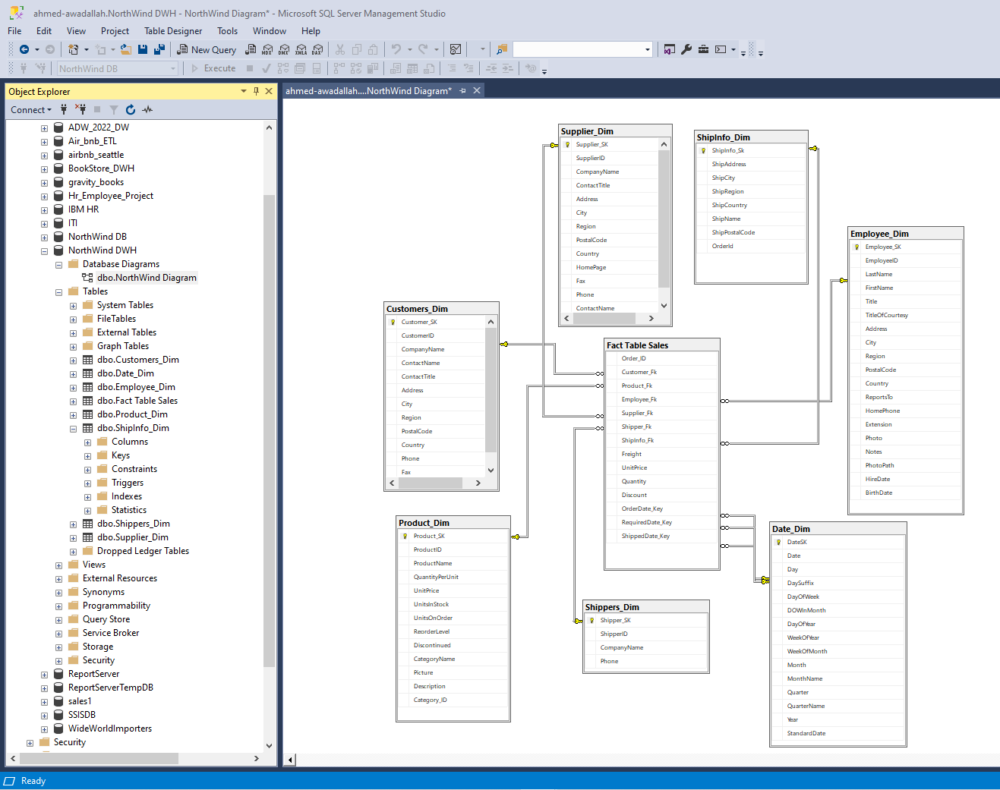 ahmed-awadallah.NorthWind DWH - NorthWind Diagram* - Microsoft SQL Server Management Studio
File Edit View Project Table Designer Tools Window Help
New Query MDX DMX XMLA DAX
NorthWind DB Execute
Object Explorer
Connect
ADW_2022_DW
Air_bnb_ETL
airbnb_seattle
BookStore_DWH
gravity_books
Hr_Employee_Project
IBM HR
ITI
NorthWind DB
NorthWind DWH
Database Diagrams
dbo.NorthWind Diagram
Tables
System Tables
FileTables
External Tables
Graph Tables
dbo.Customers_Dim
dbo.Date_Dim
dbo.Employee_Dim
dbo.Fact Table Sales
dbo.Product_Dim
dbo.ShipInfo_Dim
Columns
Keys
Constraints
Triggers
Indexes
Statistics
dbo.Shippers_Dim
dbo.Supplier_Dim
Dropped Ledger Tables
Views
External Resources
Synonyms
Programmability
Query Store
Service Broker
Storage
Security
ReportServer
ReportServerTempDB
sales1
SSISDB
WideWorldImporters
Security
ahmed-awadallah....NorthWind Diagram*
Supplier_Dim
Supplier_SK
SupplierID
CompanyName
ContactTitle
Address
City
Region
PostalCode
Country
HomePage
Fax
Phone
ContactName
ShipInfo_Dim
ShipInfo_Sk
ShipAddress
ShipCity
ShipRegion
ShipCountry
ShipName
ShipPostalCode
OrderId
Employee_Dim
Employee_SK
EmployeeID
LastName
FirstName
Title
TitleOfCourtesy
Address
City
Region
PostalCode
Country
ReportsTo
HomePhone
Extension
Photo
Notes
PhotoPath
HireDate
BirthDate
Customers_Dim
Customer_SK
CustomerID
CompanyName
ContactName
ContactTitle
Address
City
Region
PostalCode
Country
Phone
Fax
Fact Table Sales
Order_ID
Customer_Fk
Product_Fk
Employee_Fk
Supplier_Fk
Shipper_Fk
ShipInfo_Fk
Freight
UnitPrice
Quantity
Discount
OrderDate_Key
RequiredDate_Key
ShippedDate_Key
Product_Dim
Product_SK
ProductID
ProductName
QuantityPerUnit
UnitPrice
UnitsInStock
UnitsOnOrder
ReorderLevel
Discontinued
CategoryName
Picture
Description
Category_ID
Shippers_Dim
Shipper_SK
ShipperID
CompanyName
Phone
Date_Dim
DateSK
Date
Day
DaySuffix
DayOfWeek
DOWInMonth
DayOfYear
WeekOfYear
WeekOfMonth
Month
MonthName
Quarter
QuarterName
Year
StandardDate
Ready